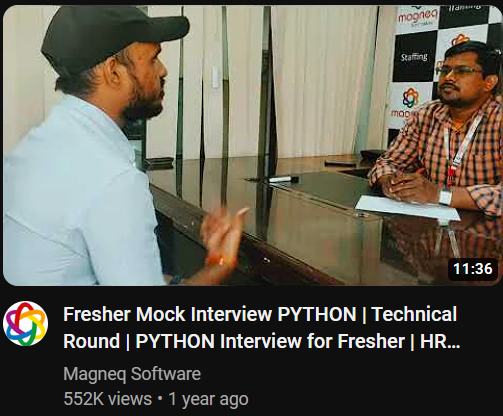 magneq
Training
Staffing
magneq
Staffing
11:36
Fresher Mock Interview PYTHON | Technical
Round | PYTHON Interview for Fresher | HR...
Magneq Software
552K views • 1 year ago